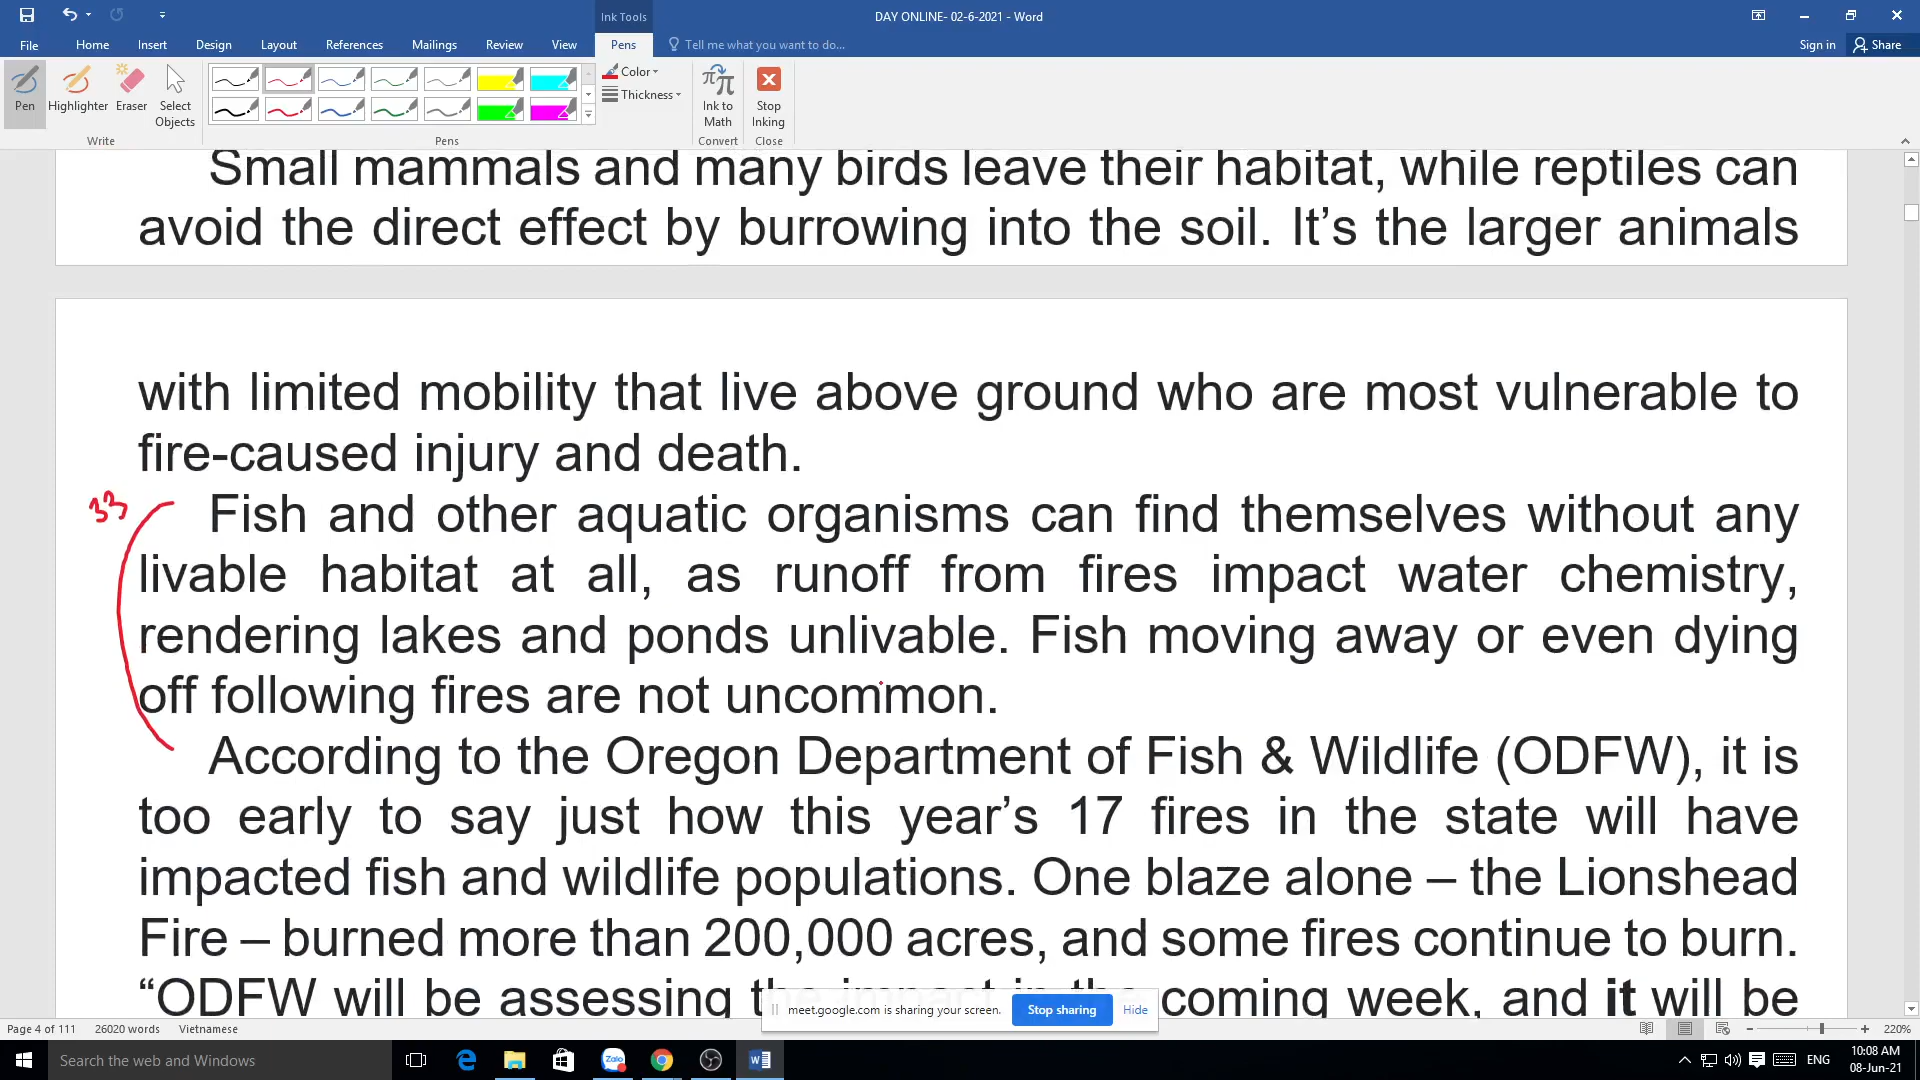 Ink Tools
DAY ONLINE- 02-6-2021 - Word
File Home Insert Design Layout References Mailings Review View Pens Tell me what you want to do... Sign in Share
Pen Highlighter Eraser Select Objects
Color
Thickness
Ink to Math
Stop Inking
Write Pens Convert Close
Small mammals and many birds leave their habitat, while reptiles can
avoid the direct effect by burrowing into the soil. It’s the larger animals
with limited mobility that live above ground who are most vulnerable to
fire-caused injury and death.
33
Fish and other aquatic organisms can find themselves without any
livable habitat at all, as runoff from fires impact water chemistry,
rendering lakes and ponds unlivable. Fish moving away or even dying
off following fires are not uncommon.
According to the Oregon Department of Fish & Wildlife (ODFW), it is
too early to say just how this year’s 17 fires in the state will have
impacted fish and wildlife populations. One blaze alone – the Lionshead
Fire – burned more than 200,000 acres, and some fires continue to burn.
“ODFW will be assessing the impact in the coming week, and it will be
meet.google.com is sharing your screen. Stop sharing Hide
Page 4 of 111 26020 words Vietnamese 220%
Search the web and Windows
Zalo
ENG
10:08 AM
08-Jun-21